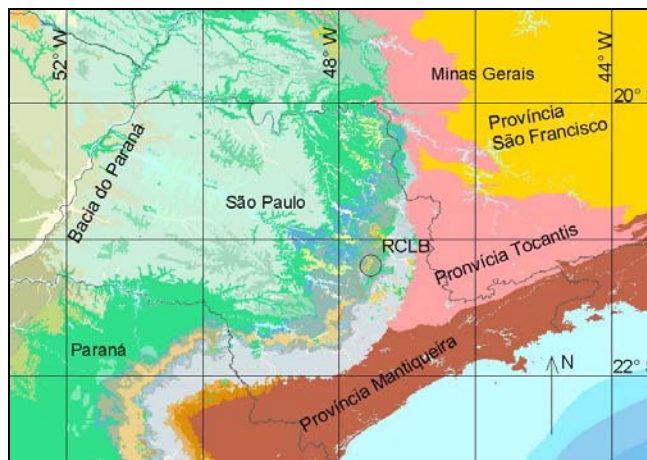 52° W
48° W
44° W
Minas Gerais
20° S
Província
São Francisco
Bacia do Paraná
São Paulo
RCLB
Pronvícia Tocantis
Paraná
Província Mantiqueira
N
22° S